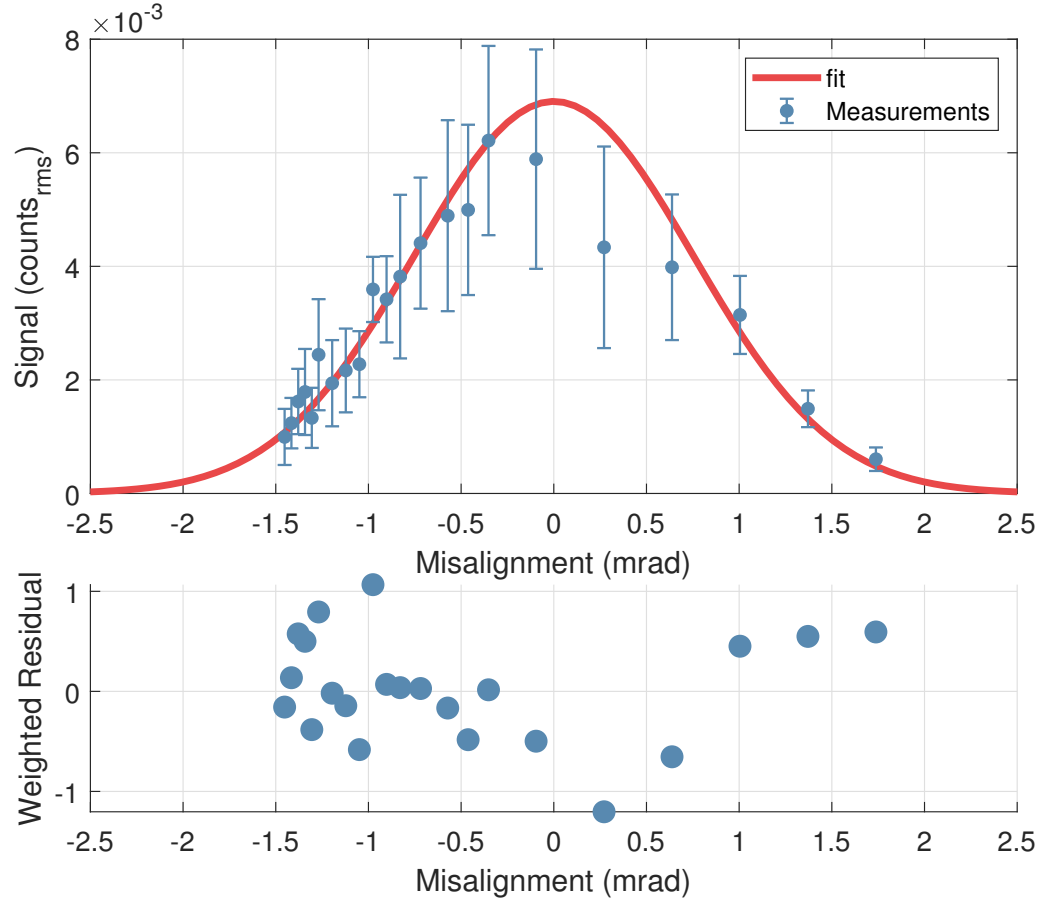 ×10⁻³
8
6
4
2
0
Signal (counts_rms)
fit
Measurements
-2.5 -2 -1.5 -1 -0.5 0 0.5 1 1.5 2 2.5
Misalignment (mrad)
1
0
-1
Weighted Residual
-2.5 -2 -1.5 -1 -0.5 0 0.5 1 1.5 2 2.5
Misalignment (mrad)